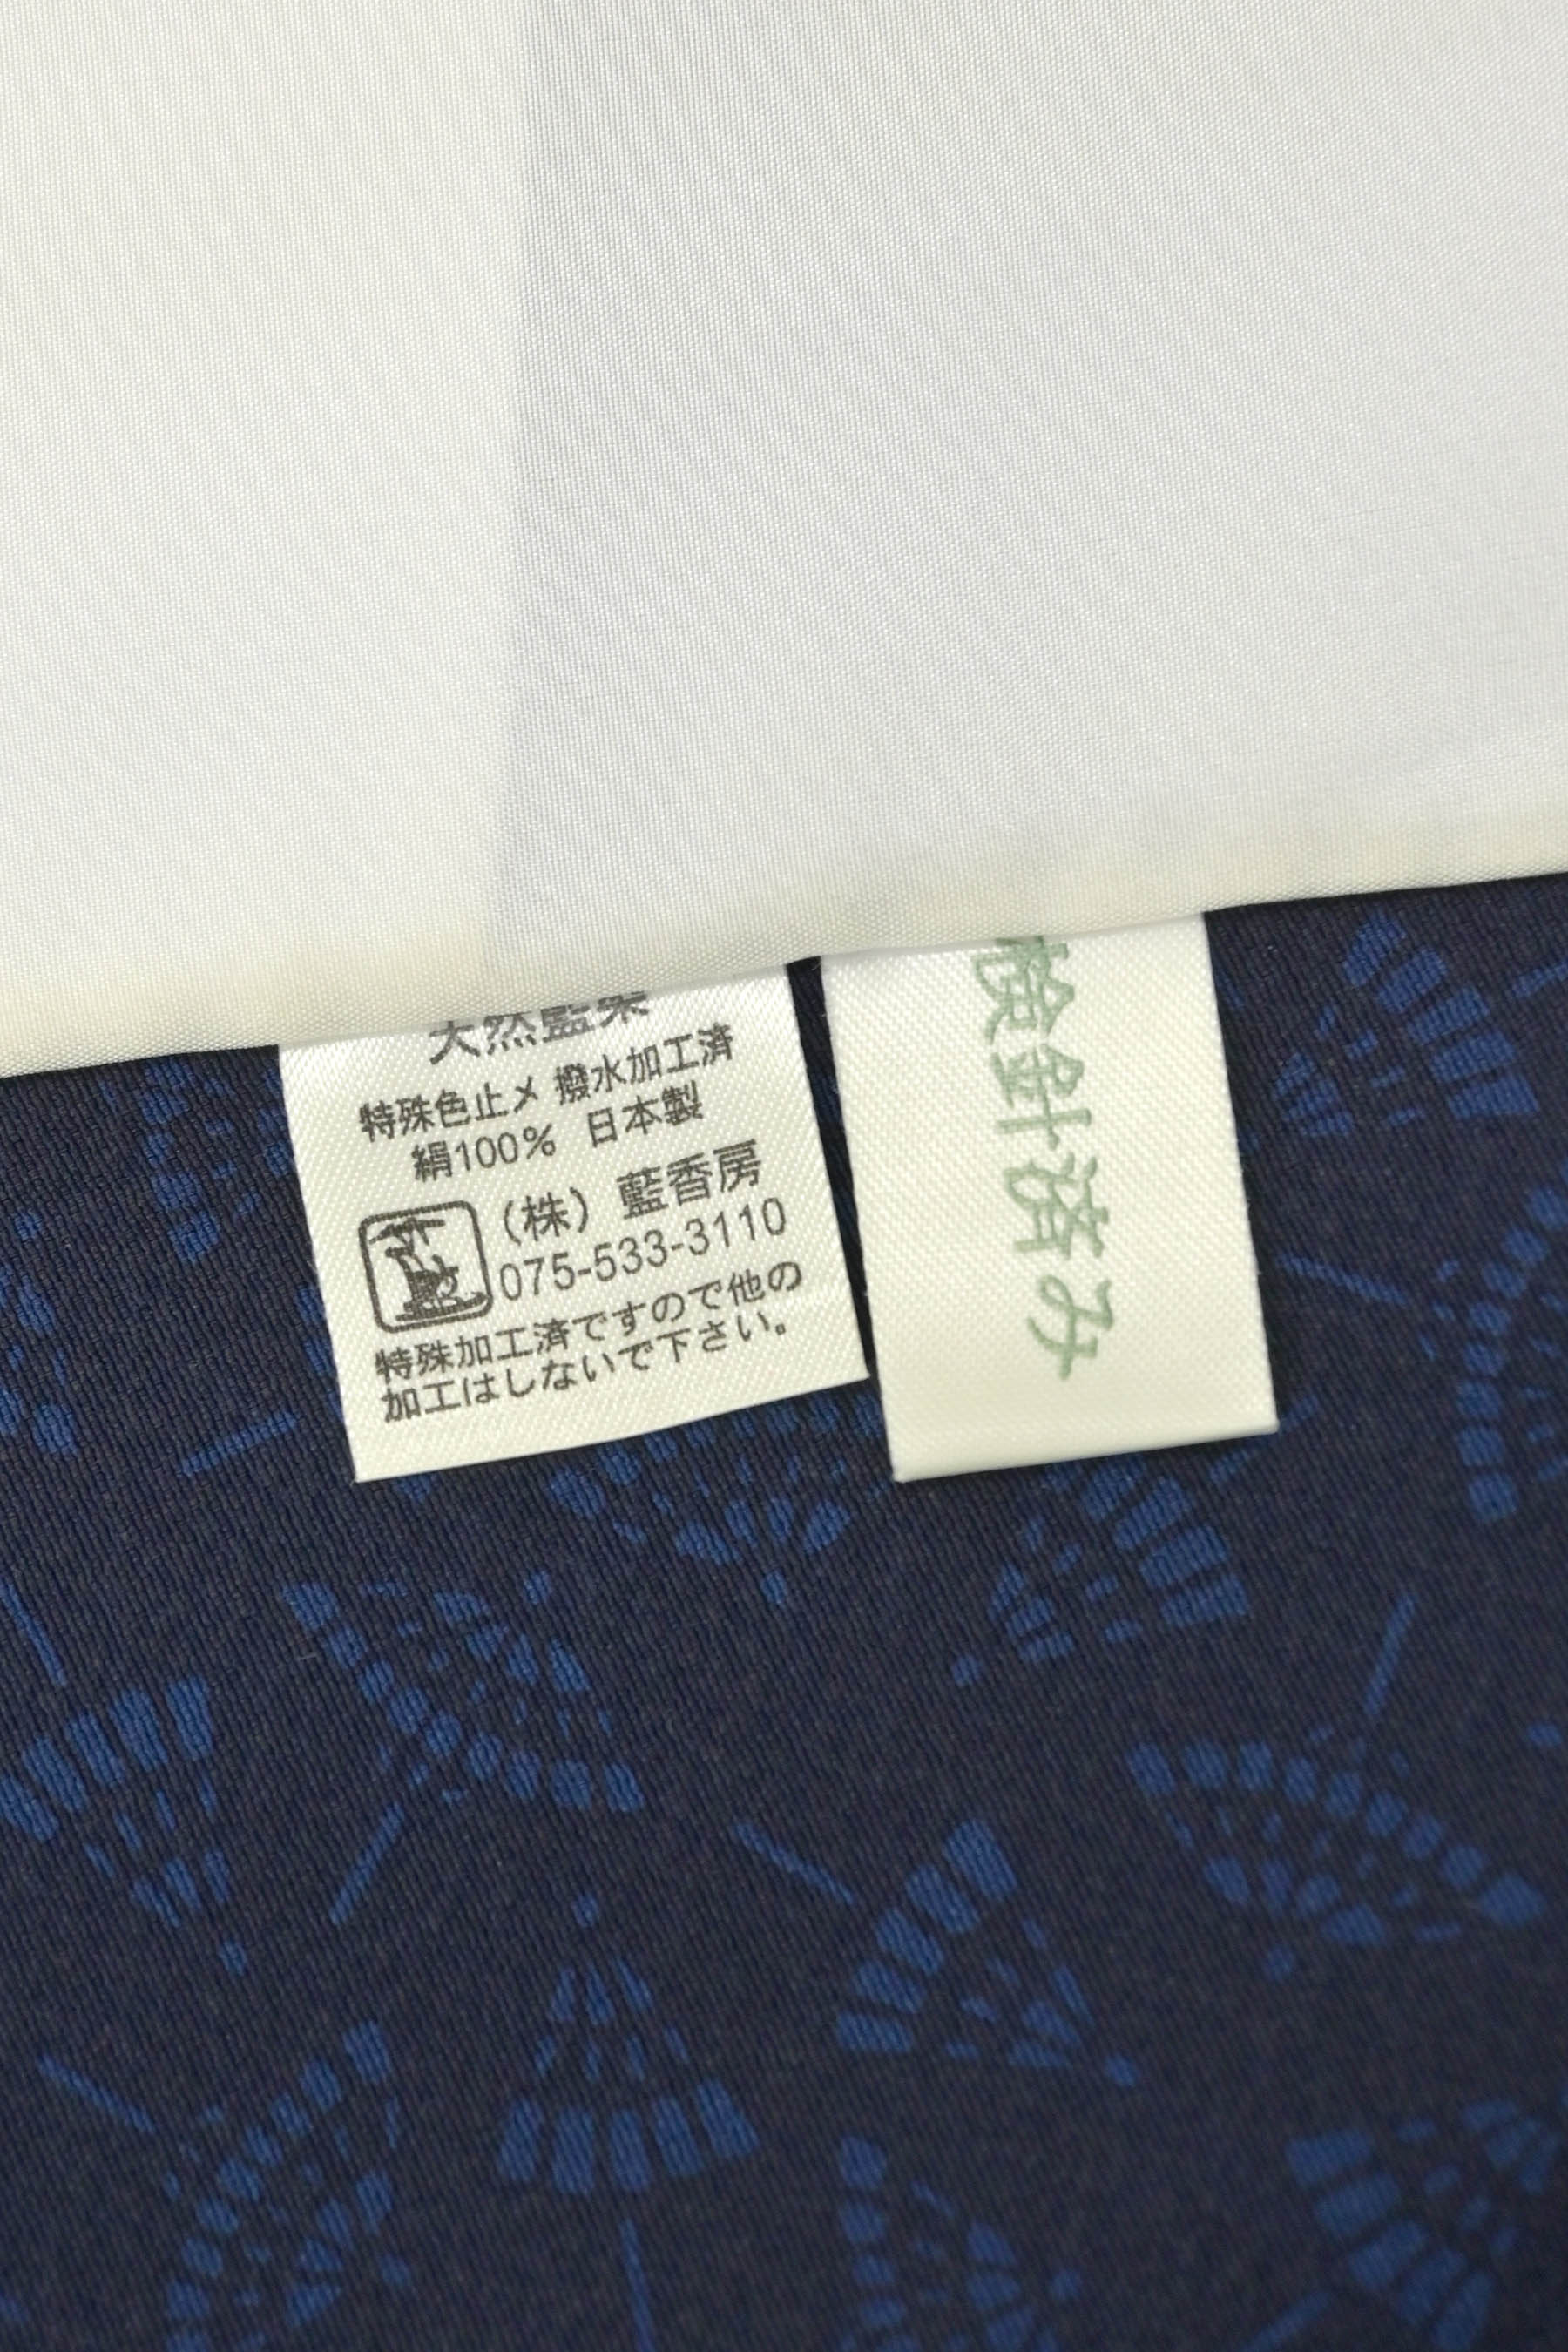 天然藍染
特殊色止メ 撥水加工済
絹100% 日本製
(株) 藍香房
075-533-3110
特殊加工済ですので他の
加工はしないで下さい。
検針済み